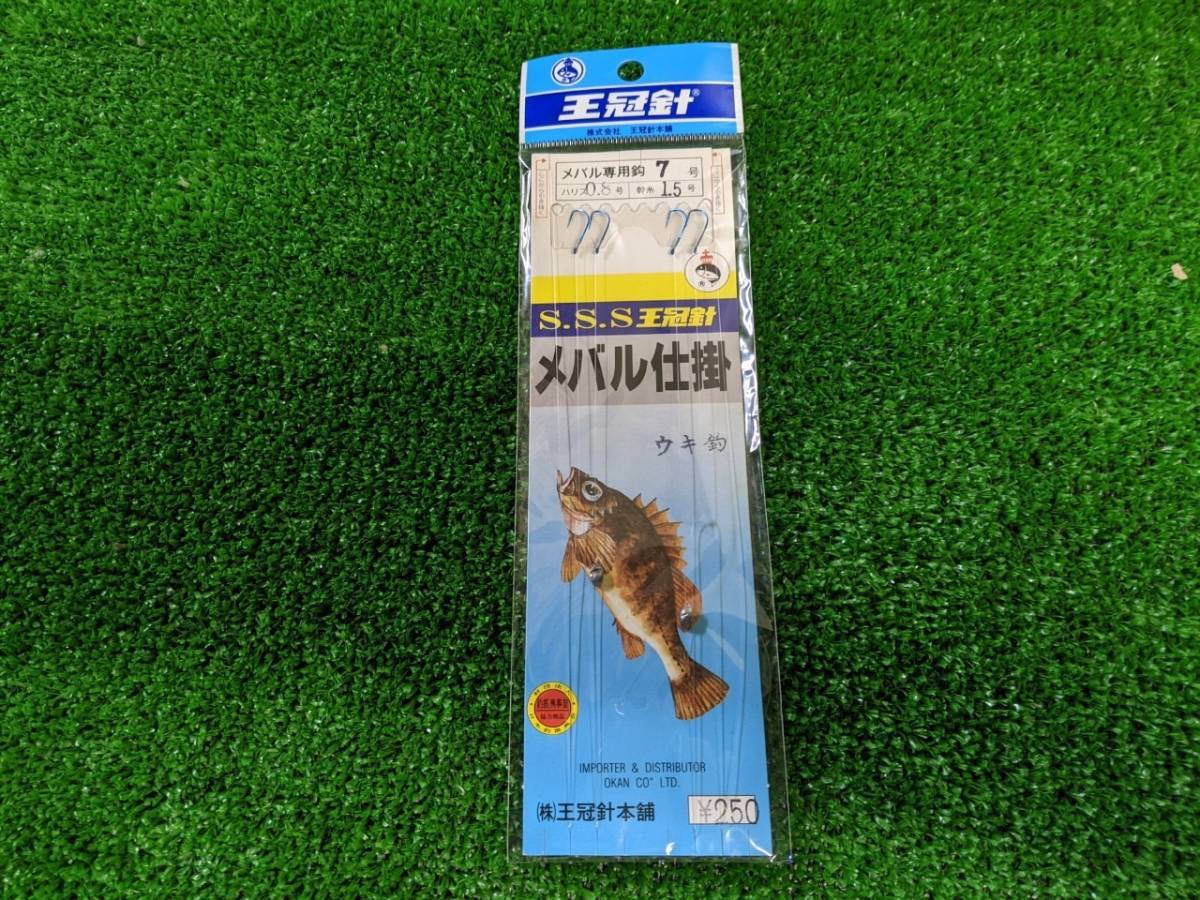 王冠針®
株式会社 王冠針本舗
メバル専用鈎 7 号
ハリス 0.8 号 幹糸 1.5 号
®
S.S.S 王冠針
メバル仕掛
ウキ釣
IMPORTER & DISTRIBUTOR
OKAN CO" LTD.
(株)王冠針本舗
¥250